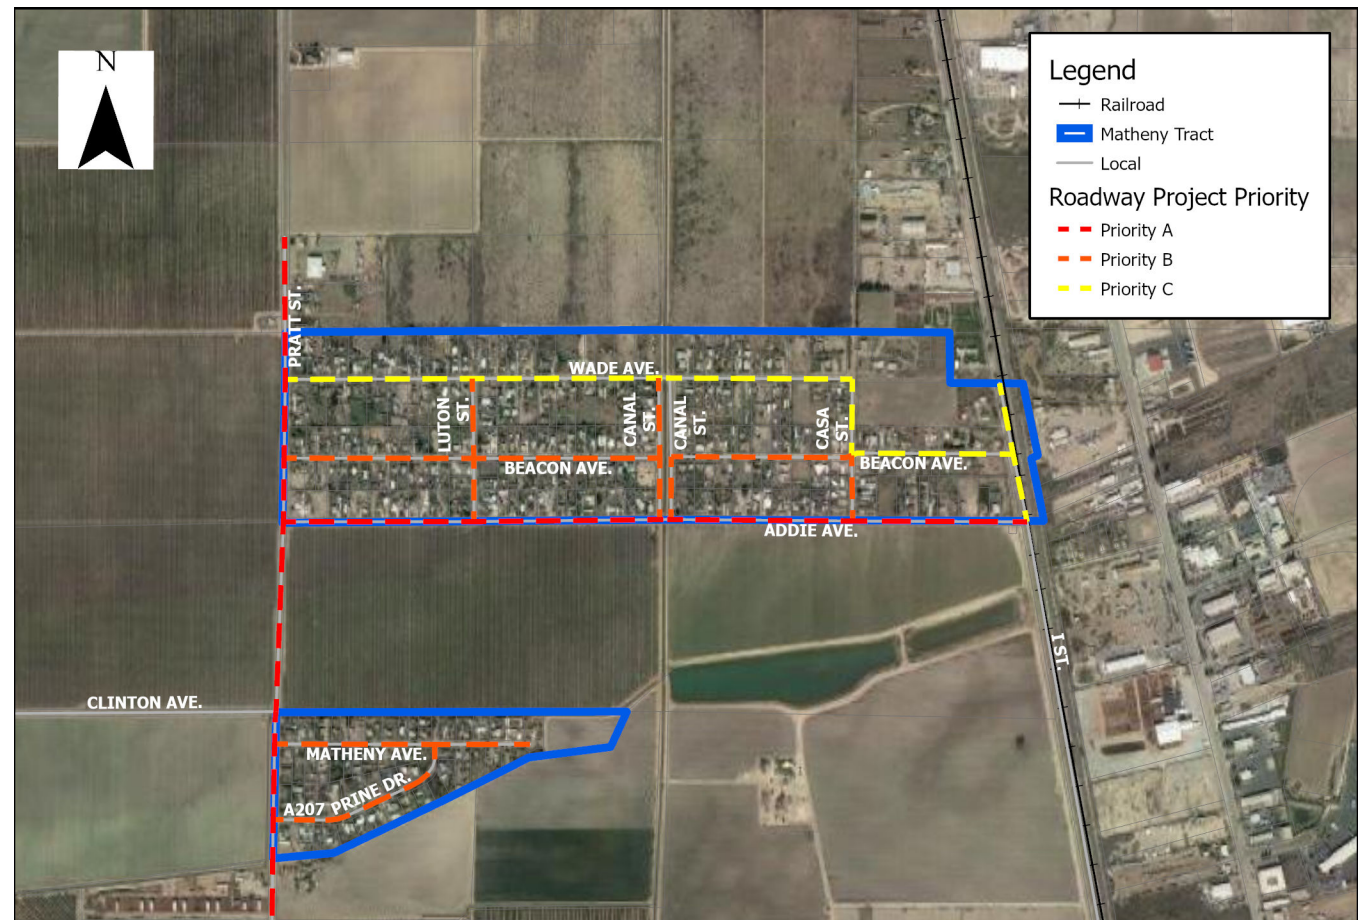 N
Legend
Railroad
Matheny Tract
Local
Roadway Project Priority
Priority A
Priority B
Priority C
PRATT ST.
WADE AVE.
LUTON
ST.
CANAL
ST.
CANAL
ST.
CASA
ST.
BEACON AVE.
BEACON AVE.
ADDIE AVE.
I ST.
CLINTON AVE.
MATHENY AVE.
A207 PRINE DR.